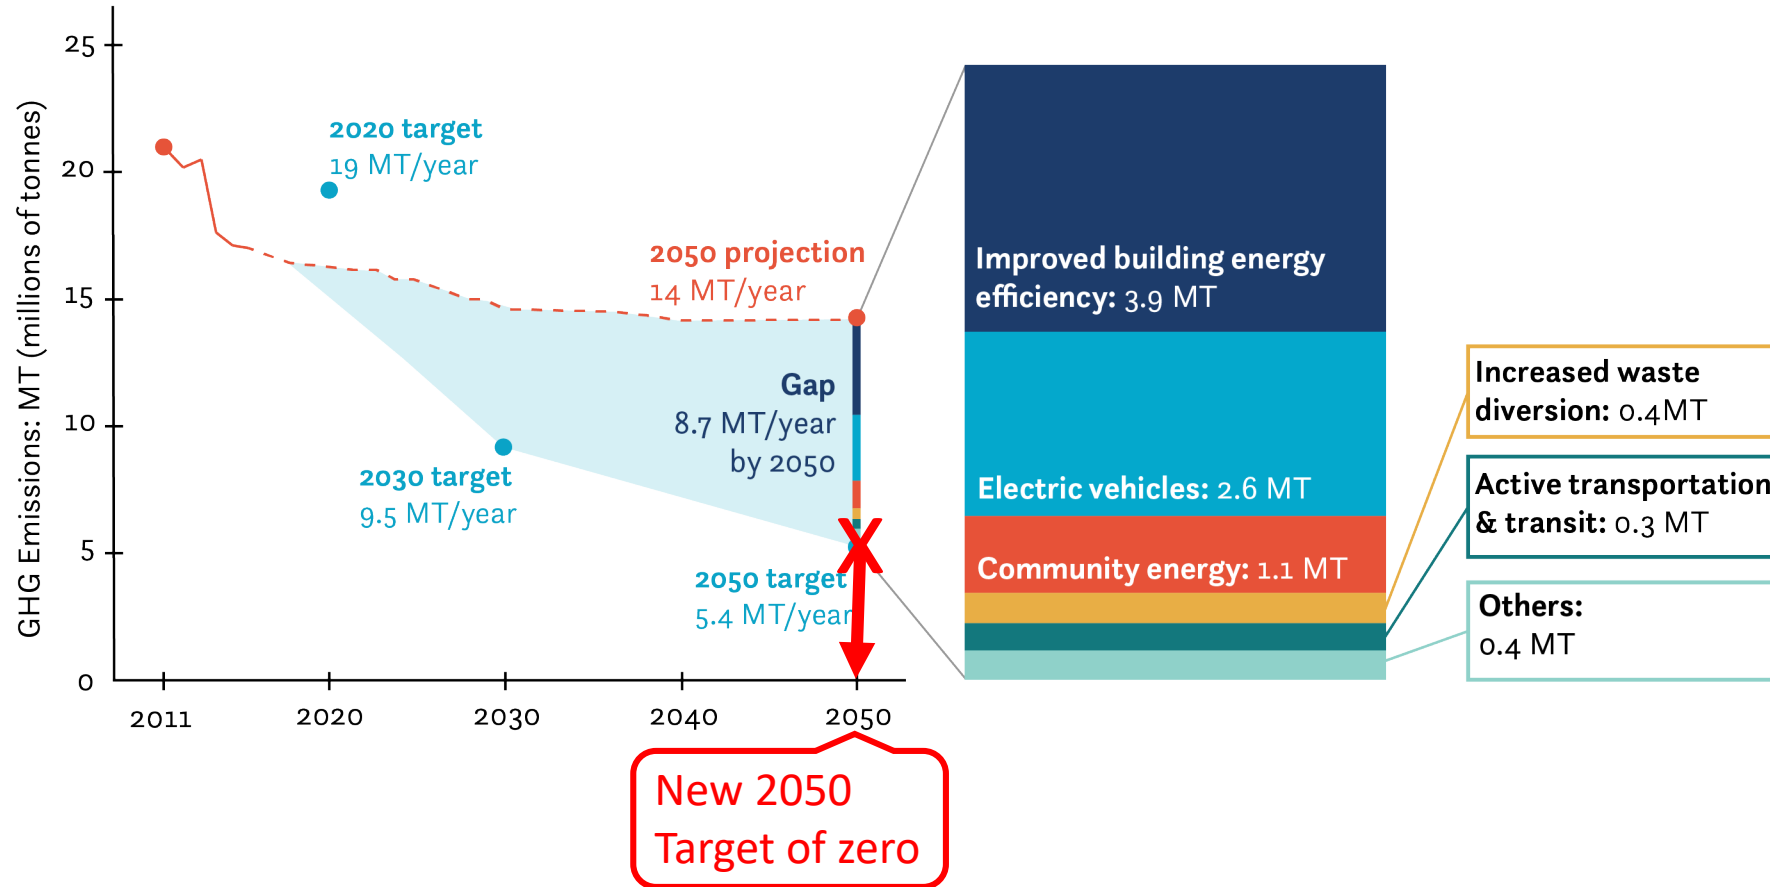 GHG Emissions: MT (millions of tonnes)
25
20
15
10
5
0
2011
2020
2030
2040
2050
2020 target
19 MT/year
2050 projection
14 MT/year
Gap
8.7 MT/year
by 2050
2030 target
9.5 MT/year
2050 target
5.4 MT/year
New 2050
Target of zero
Improved building energy
efficiency: 3.9 MT
Electric vehicles: 2.6 MT
Community energy: 1.1 MT
Increased waste
diversion: 0.4MT
Active transportation
& transit: 0.3 MT
Others:
0.4 MT